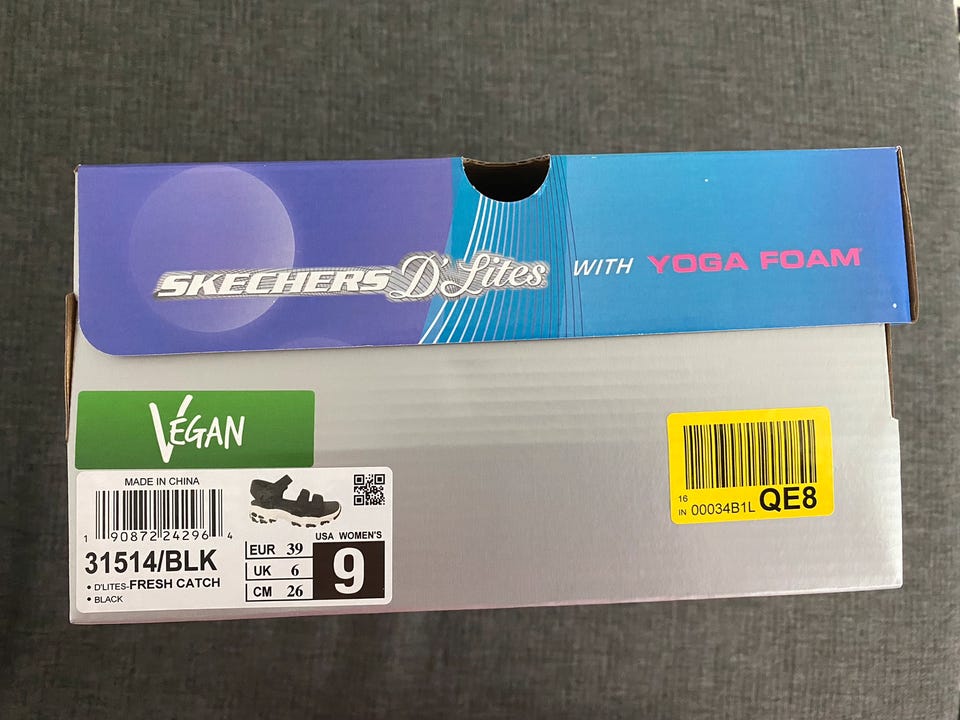 SKECHERS D'Lites WITH YOGA FOAM
VEGAN
MADE IN CHINA
1 90872 24296 4
31514/BLK
• D'LITES-FRESH CATCH
• BLACK
EUR 39
UK 6
CM 26
USA WOMEN'S
9
16
IN 00034B1L QE8